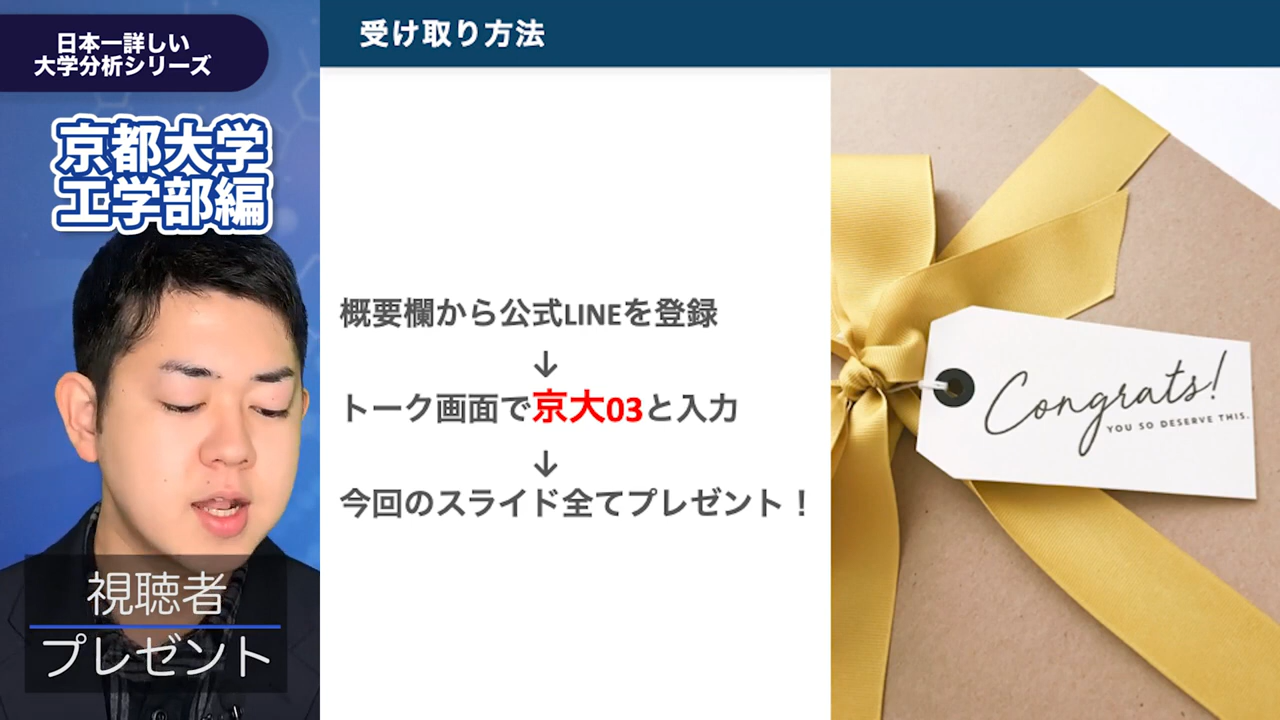 日本一詳しい
大学分析シリーズ
京都大学
工学部編
視聴者
プレゼント
受け取り方法
概要欄から公式LINEを登録
↓
トーク画面で京大03と入力
↓
今回のスライド全てプレゼント！
Congrats!
YOU SO DESERVE THIS.